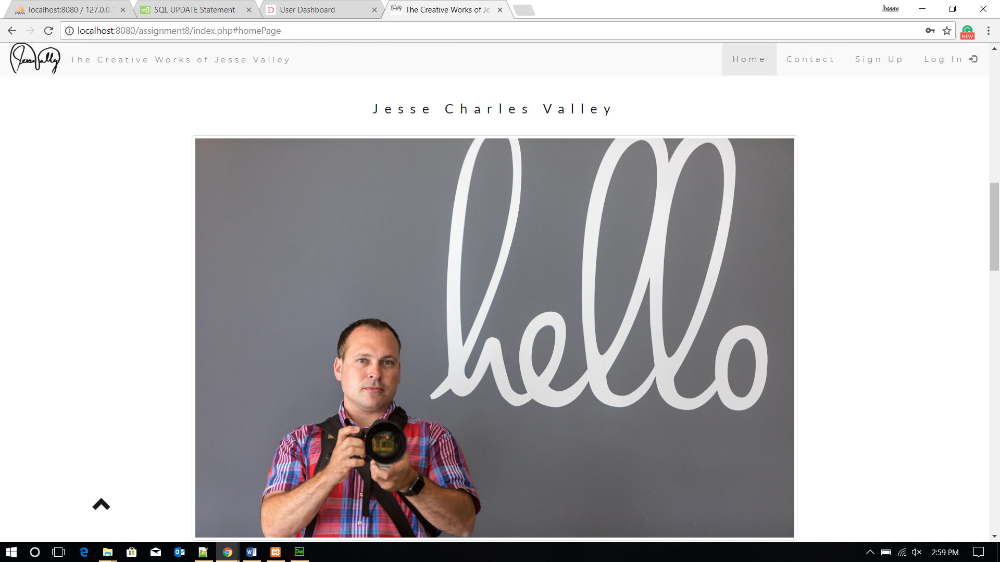 localhost:8080 / 127.0.0.1
SQL UPDATE Statement
User Dashboard
The Creative Works of Je
Jesse
localhost:8080/assignment8/index.php#homePage
NEW
Jesse Valley
The Creative Works of Jesse Valley
Home
Contact
Sign Up
Log In
Jesse Charles Valley
hello
2:59 PM